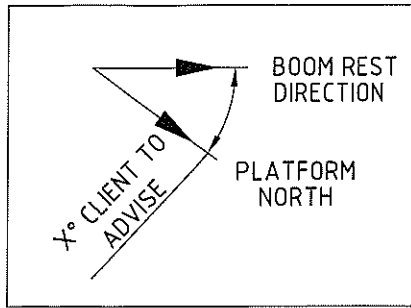 BOOM REST
DIRECTION
PLATFORM
NORTH
X° CLIENT TO
ADVISE